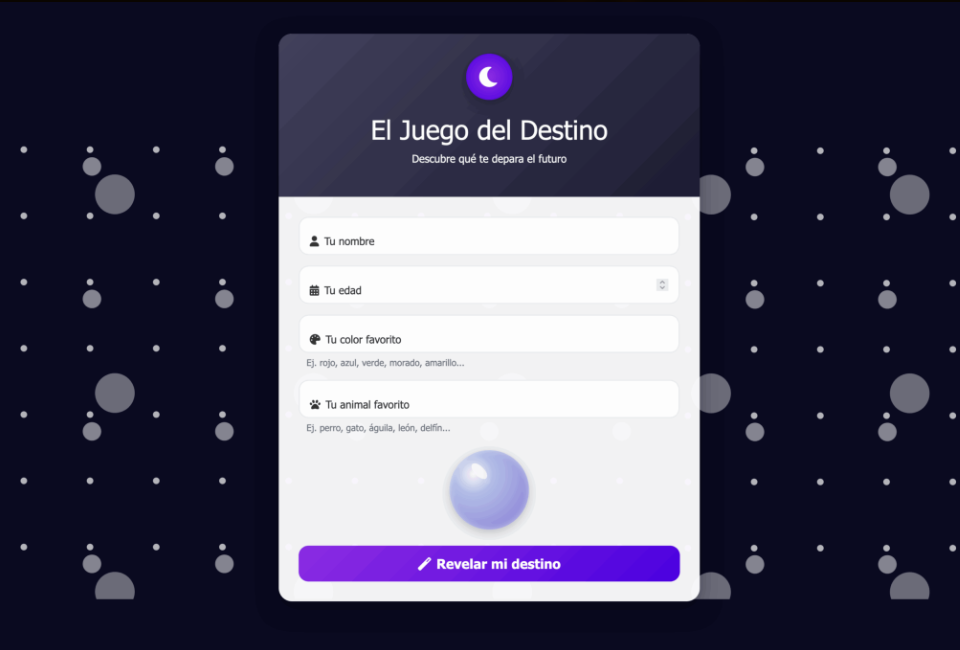 El Juego del Destino
Descubre qué te depara el futuro
Tu nombre
Tu edad
Tu color favorito
Ej. rojo, azul, verde, morado, amarillo...
Tu animal favorito
Ej. perro, gato, águila, león, delfín...
Revelar mi destino